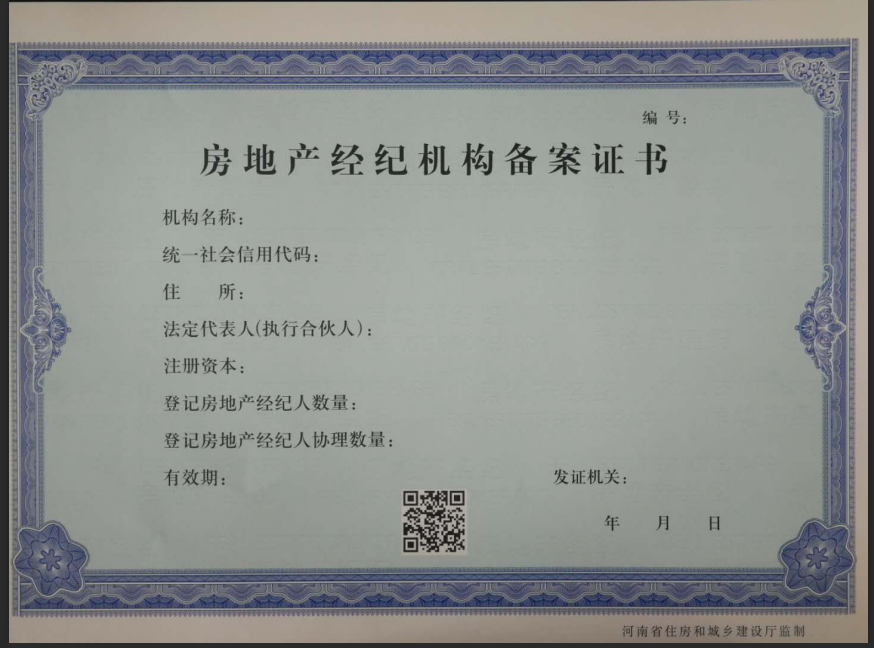 编 号：
房地产经纪机构备案证书
机构名称：
统一社会信用代码：
住 所：
法定代表人(执行合伙人)：
注册资本：
登记房地产经纪人数量：
登记房地产经纪人协理数量：
有效期：
发证机关：
年 月 日
河南省住房和城乡建设厅监制